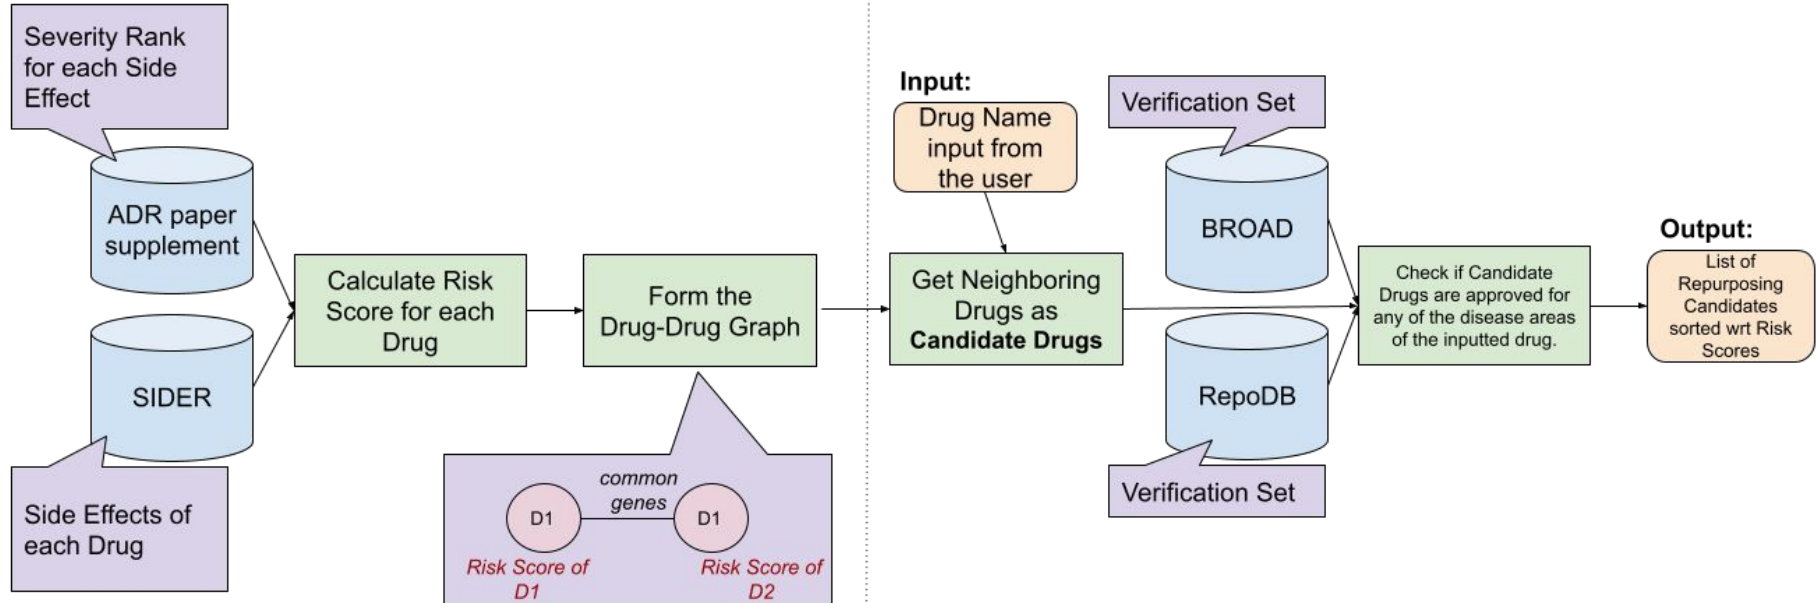 Severity Rank
for each Side
Effect
ADR paper
supplement
SIDER
Side Effects of
each Drug
Calculate Risk
Score for each
Drug
Form the
Drug-Drug Graph
common
genes
D1
D1
Risk Score of
D1
Risk Score of
D2
Input:
Drug Name
input from
the user
Get Neighboring
Drugs as
Candidate Drugs
Verification Set
BROAD
RepoDB
Verification Set
Check if Candidate
Drugs are approved for
any of the disease areas
of the inputted drug.
Output:
List of
Repurposing
Candidates
sorted wrt Risk
Scores